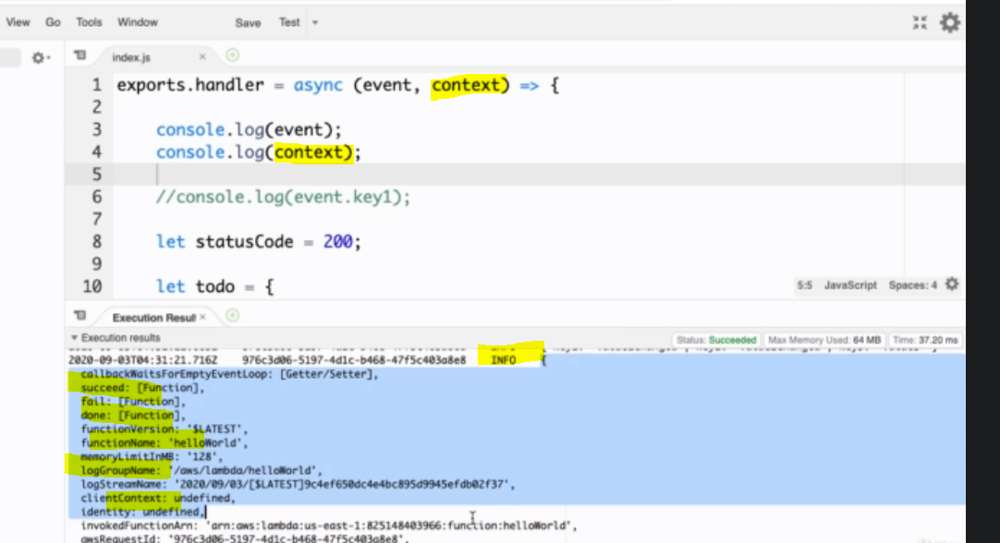 View Go Tools Window Save Test
index.js
1 exports.handler = async (event, context) => {
2
3 console.log(event);
4 console.log(context);
5
6 //console.log(event.key1);
7
8 let statusCode = 200;
9
10 let todo = {
5:5 JavaScript Spaces: 4
Execution Result
Execution results
Status: Succeeded Max Memory Used: 64 MB Time: 37.20 ms
2020-09-03T04:31:21.716Z 976c3d06-5197-4d1c-b468-47f5c403a8e8 INFO {
callbackWaitsForEmptyEventLoop: [Getter/Setter],
succeed: [Function],
fail: [Function],
done: [Function],
functionVersion: '$LATEST',
functionName: 'helloWorld',
memoryLimitInMB: '128',
logGroupName: '/aws/lambda/helloWorld',
logStreamName: '2020/09/03/[$LATEST]9c4ef650dc4e4bc895d9945efdb02f37',
clientContext: undefined,
identity: undefined,
invokedFunctionArn: 'arn:aws:lambda:us-east-1:825148403966:function:helloWorld',
awsRequestId: '976c3d06-5197-4d1c-b468-47f5c403a8e8',